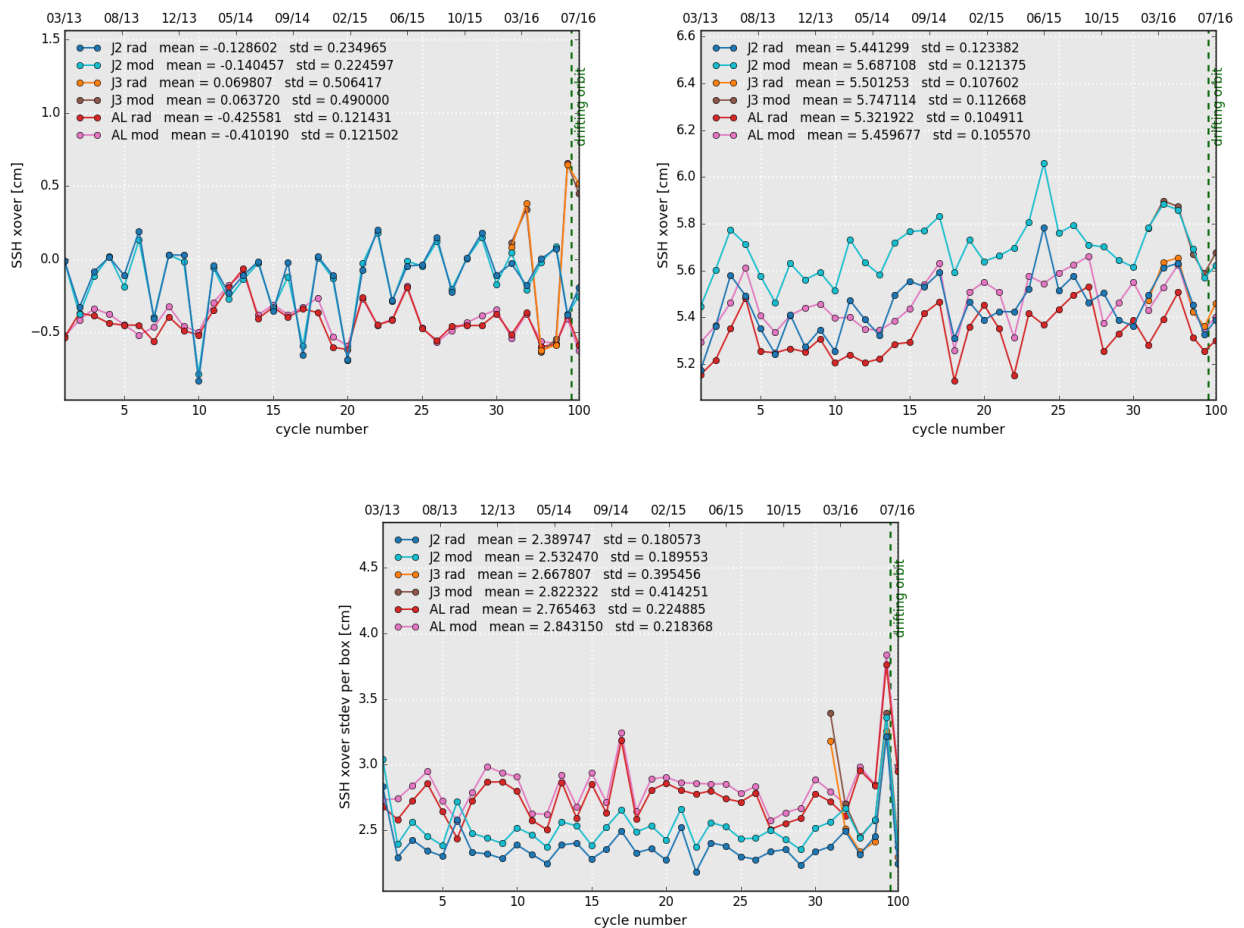 03/13 08/13 12/13 05/14 09/14 02/15 06/15 10/15 03/16 07/16
1.5
1.0
0.5
0.0
−0.5
SSH xover [cm]
J2 rad mean = -0.128602 std = 0.234965
J2 mod mean = -0.140457 std = 0.224597
J3 rad mean = 0.069807 std = 0.506417
J3 mod mean = 0.063720 std = 0.490000
AL rad mean = -0.425581 std = 0.121431
AL mod mean = -0.410190 std = 0.121502
drifting orbit
5 10 15 20 25 30 100
cycle number
03/13 08/13 12/13 05/14 09/14 02/15 06/15 10/15 03/16 07/16
6.6
6.4
6.2
6.0
5.8
5.6
5.4
5.2
SSH xover [cm]
J2 rad mean = 5.441299 std = 0.123382
J2 mod mean = 5.687108 std = 0.121375
J3 rad mean = 5.501253 std = 0.107602
J3 mod mean = 5.747114 std = 0.112668
AL rad mean = 5.321922 std = 0.104911
AL mod mean = 5.459677 std = 0.105570
drifting orbit
5 10 15 20 25 30 100
cycle number
03/13 08/13 12/13 05/14 09/14 02/15 06/15 10/15 03/16 07/16
4.5
4.0
3.5
3.0
2.5
SSH xover stdev per box [cm]
J2 rad mean = 2.389747 std = 0.180573
J2 mod mean = 2.532470 std = 0.189553
J3 rad mean = 2.667807 std = 0.395456
J3 mod mean = 2.822322 std = 0.414251
AL rad mean = 2.765463 std = 0.224885
AL mod mean = 2.843150 std = 0.218368
drifting orbit
5 10 15 20 25 30 100
cycle number